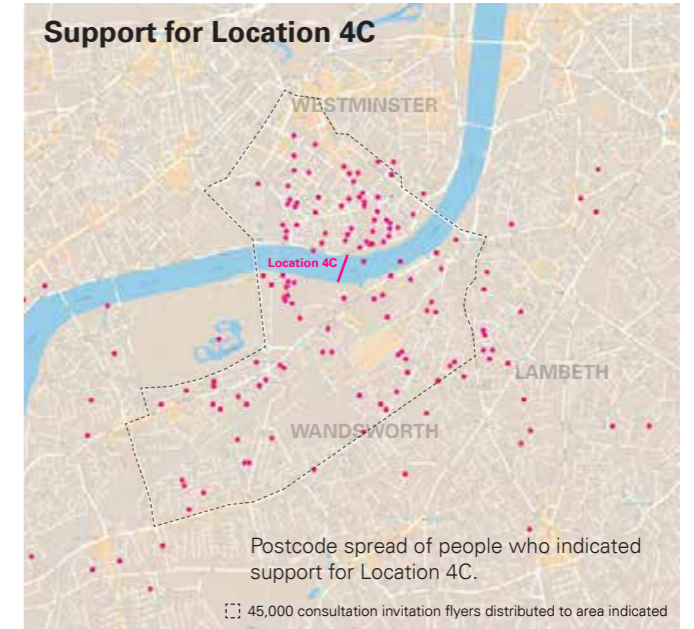 Support for Location 4C
WESTMINSTER
Location 4C
LAMBETH
WANDSWORTH
Postcode spread of people who indicated
support for Location 4C.
45,000 consultation invitation flyers distributed to area indicated